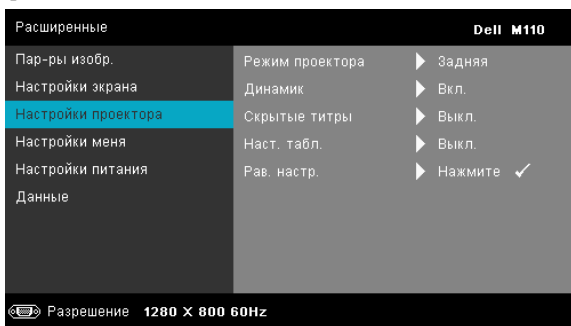 Расширенные Dell M110
Пар-ры изобр.
Настройки экрана
Настройки проектора
Настройки меня
Настройки питания
Данные
Режим проектора Задняя
Динамик Вкл.
Скрытые титры Выкл.
Наст. табл. Выкл.
Рав. настр. Нажмите
Разрешение 1280 X 800 60Hz